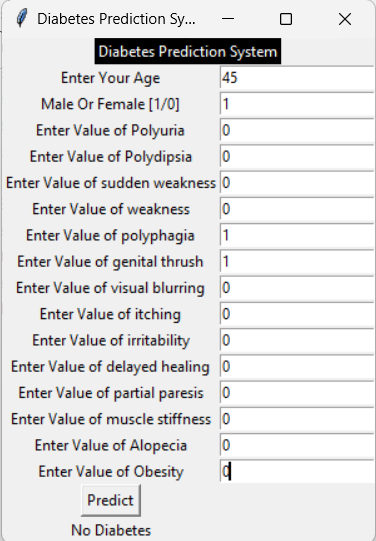 Diabetes Prediction Sy...
Diabetes Prediction System
Enter Your Age 45
Male Or Female [1/0] 1
Enter Value of Polyuria 0
Enter Value of Polydipsia 0
Enter Value of sudden weakness 0
Enter Value of weakness 0
Enter Value of polyphagia 1
Enter Value of genital thrush 1
Enter Value of visual blurring 0
Enter Value of itching 0
Enter Value of irritability 0
Enter Value of delayed healing 0
Enter Value of partial paresis 0
Enter Value of muscle stiffness 0
Enter Value of Alopecia 0
Enter Value of Obesity 0
Predict
No Diabetes